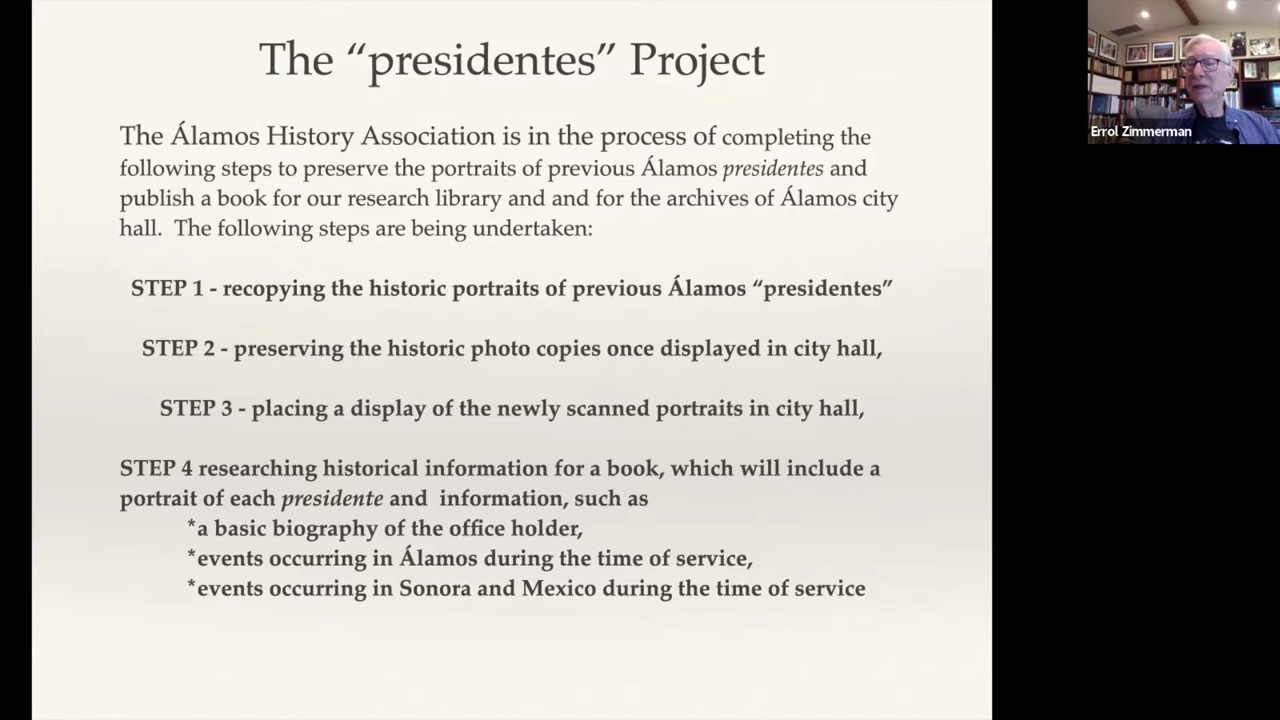 The “presidentes” Project
The Álamos History Association is in the process of completing the
following steps to preserve the portraits of previous Álamos presidentes and
publish a book for our research library and and for the archives of Álamos city
hall.  The following steps are being undertaken:
STEP 1 - recopying the historic portraits of previous Álamos “presidentes”
STEP 2 - preserving the historic photo copies once displayed in city hall,
STEP 3 - placing a display of the newly scanned portraits in city hall,
STEP 4 researching historical information for a book, which will include a
portrait of each presidente and  information, such as
*a basic biography of the office holder,
*events occurring in Álamos during the time of service,
*events occurring in Sonora and Mexico during the time of service
Errol Zimmerman